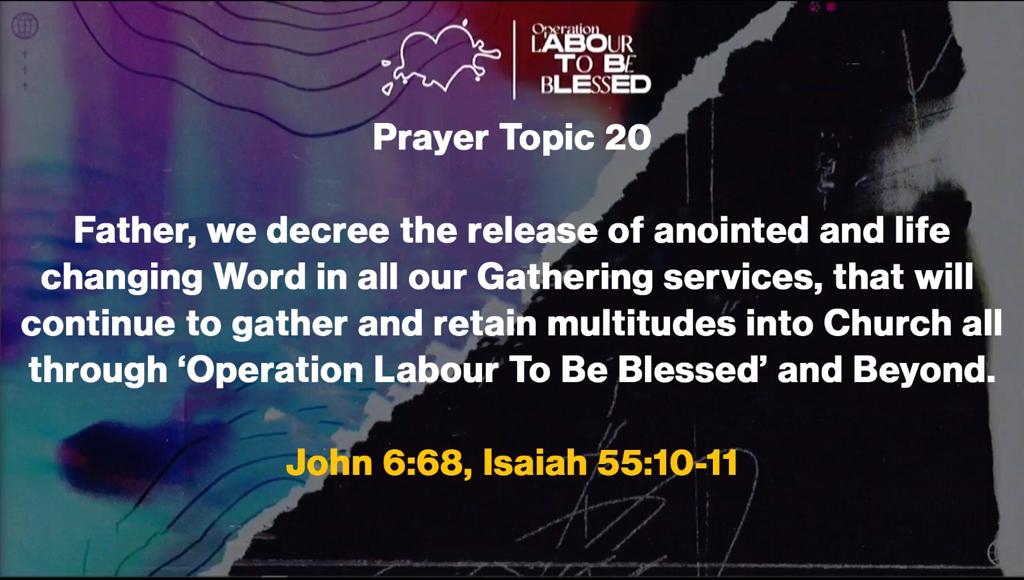 Operation
LABOUR
TO BE
BLESSED
Prayer Topic 20
Father, we decree the release of anointed and life
changing Word in all our Gathering services, that will
continue to gather and retain multitudes into Church all
through ‘Operation Labour To Be Blessed’ and Beyond.
John 6:68, Isaiah 55:10-11